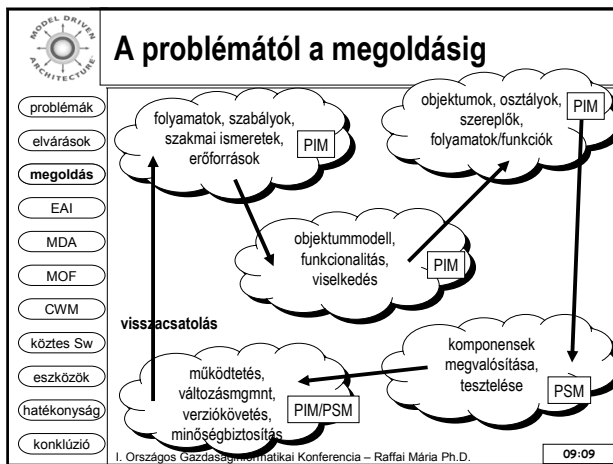 MODEL DRIVEN
ARCHITECTURE
A problémától a megoldásig
problémák
elvárások
megoldás
EAI
MDA
MOF
CWM
köztes Sw
eszközök
hatékonyság
konklúzió
folyamatok, szabályok,
szakmai ismeretek,
erőforrások
PIM
objektumok, osztályok,
szereplők,
folyamatok/funkciók
PIM
objektummodell,
funkcionalitás,
viselkedés
PIM
visszacsatolás
komponensek
megvalósítása,
tesztelése
PSM
működtetés,
változásmgmnt,
verziókövetés,
minőségbiztosítás
PIM/PSM
I. Országos Gazdaságinformatikai Konferencia – Raffai Mária Ph.D.
09:09